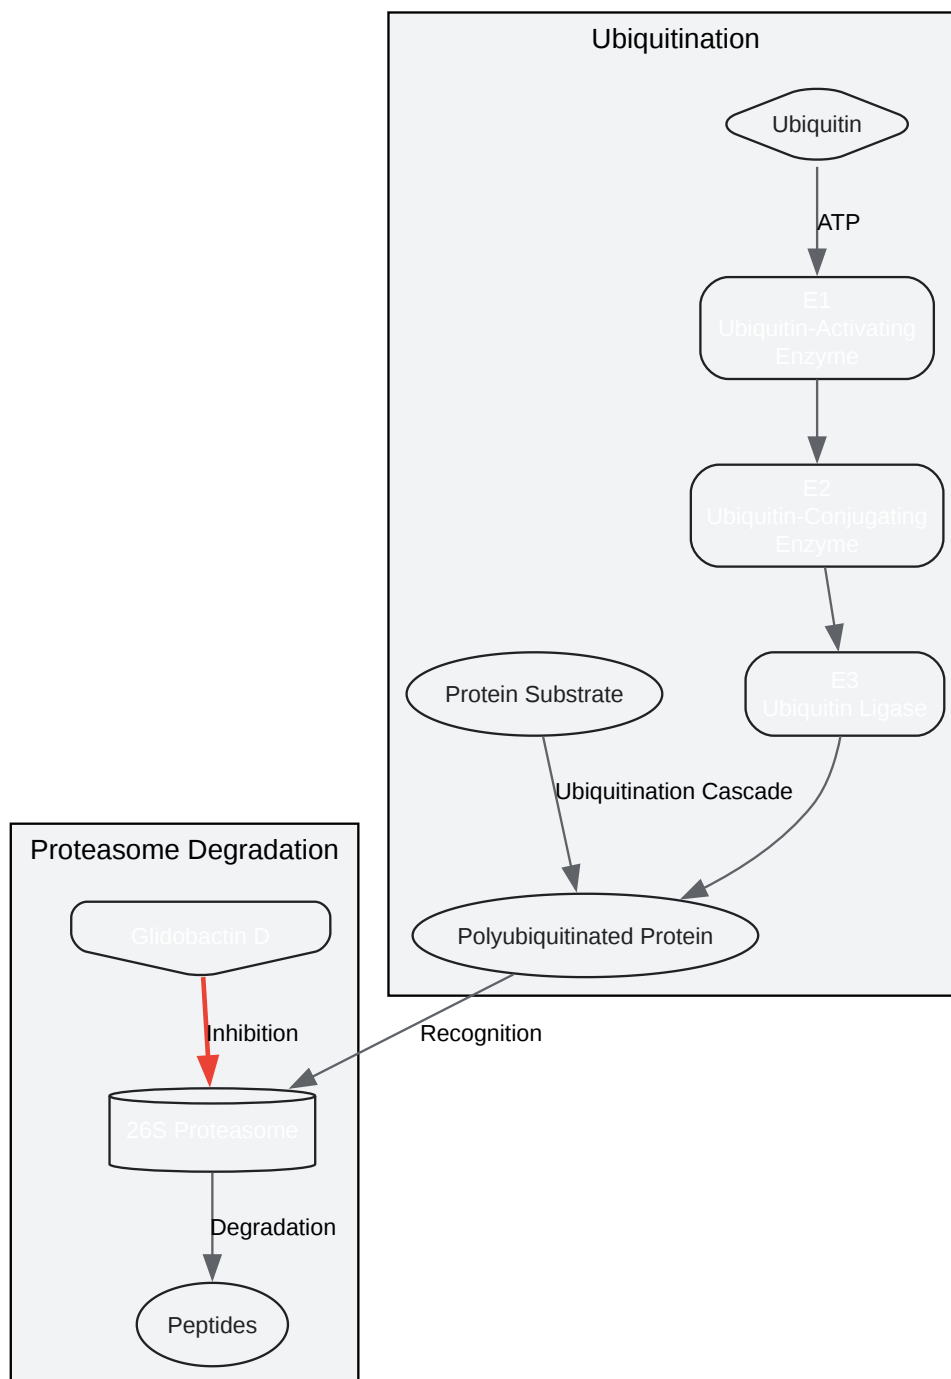 Ubiquitination
Ubiquitin
ATP
E1
Ubiquitin-Activating
Enzyme
E2
Ubiquitin-Conjugating
Enzyme
Protein Substrate
E3
Ubiquitin Ligase
Ubiquitination Cascade
Proteasome Degradation
Glidobactin D
Polyubiquitinated Protein
Inhibition
Recognition
26S Proteasome
Degradation
Peptides